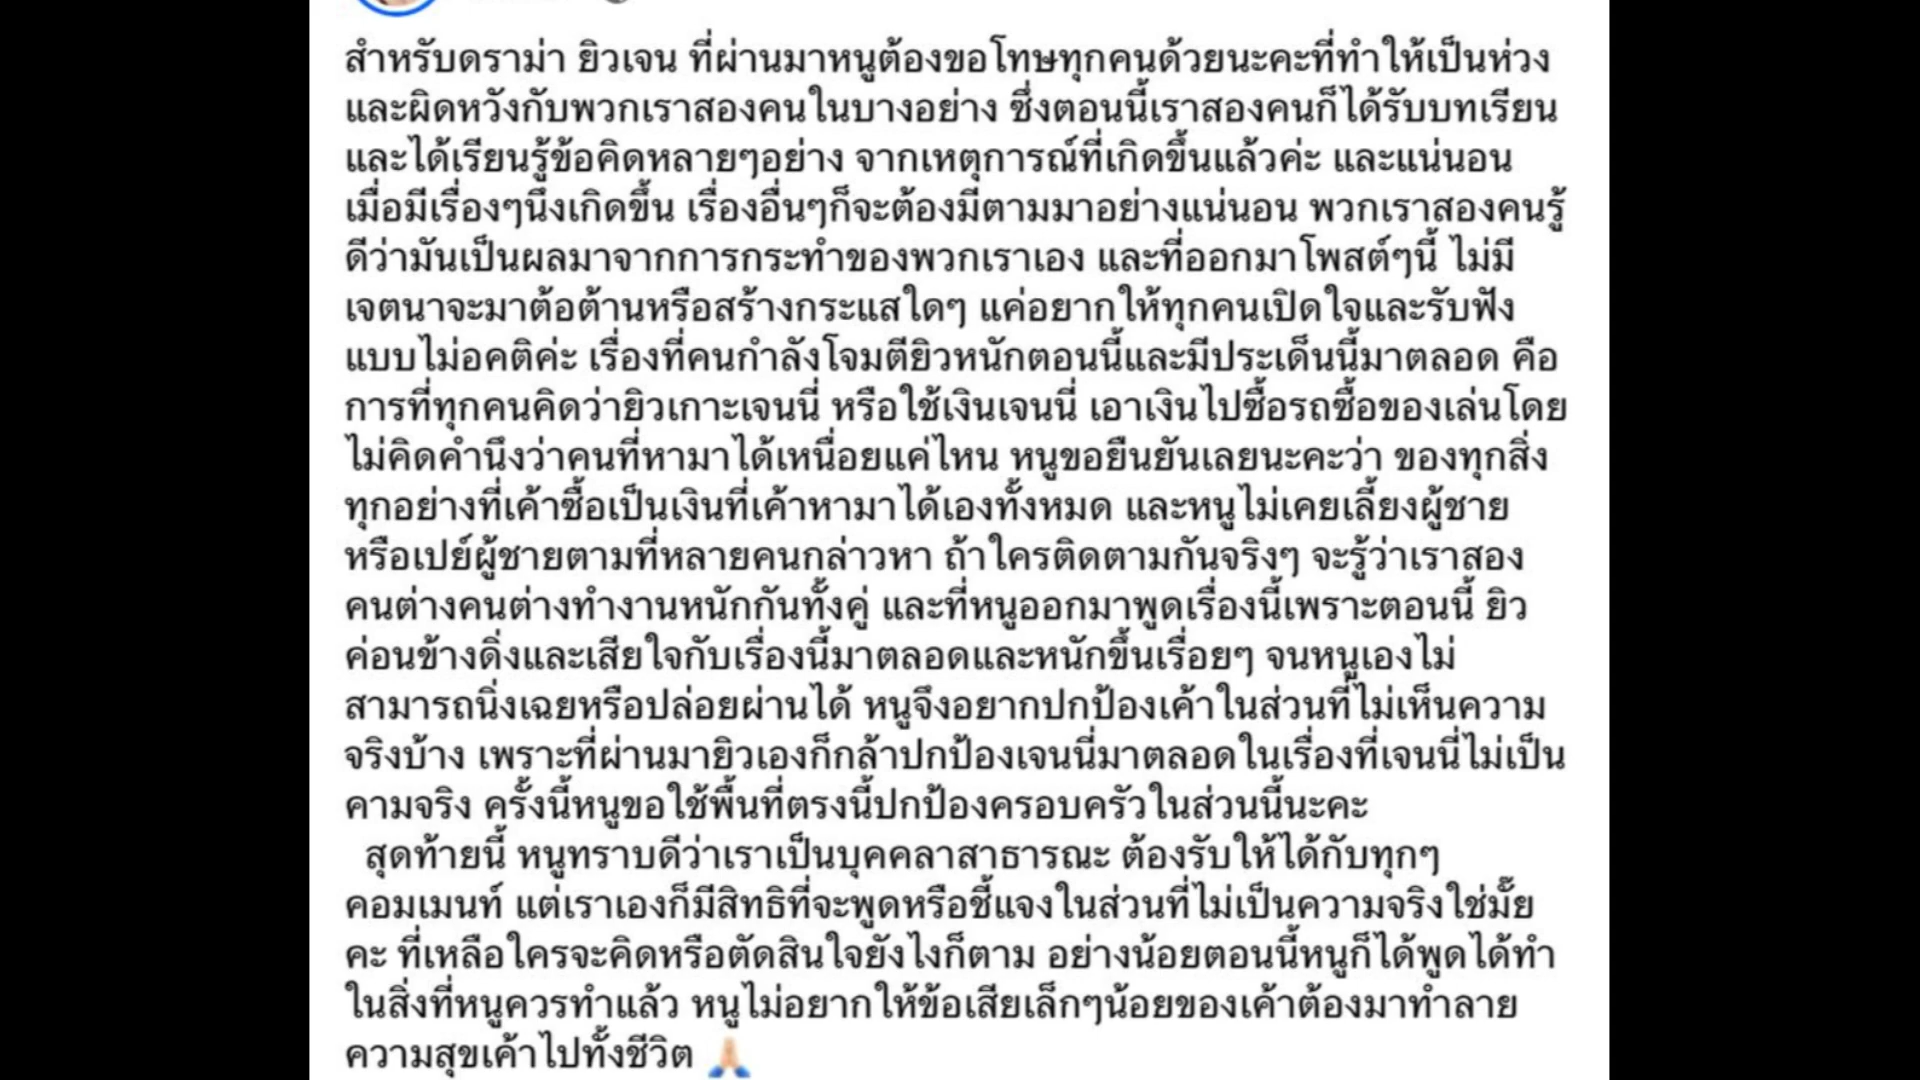 สำหรับดราม่า ยิวเจน ที่ผ่านมาหนูต้องขอโทษทุกคนด้วยนะคะที่ทำให้เป็นห่วง
และผิดหวังกับพวกเราสองคนในบางอย่าง ซึ่งตอนนี้เราสองคนก็ได้รับบทเรียน
และได้เรียนรู้ข้อคิดหลายๆอย่าง จากเหตุการณ์ที่เกิดขึ้นแล้วค่ะ และแน่นอน
เมื่อมีเรื่องๆนึงเกิดขึ้น เรื่องอื่นๆก็จะต้องมีตามมาอย่างแน่นอน พวกเราสองคนรู้
ดีว่ามันเป็นผลมาจากการกระทำของพวกเราเอง และที่ออกมาโพสต์ๆนี้ ไม่มี
เจตนาจะมาต้อต้านหรือสร้างกระแสใดๆ แค่อยากให้ทุกคนเปิดใจและรับฟัง
แบบไม่อคติค่ะ เรื่องที่คนกำลังโจมตียิวหนักตอนนี้และมีประเด็นนี้มาตลอด คือ
การที่ทุกคนคิดว่ายิวเกาะเจนนี่ หรือใช้เงินเจนนี่ เอาเงินไปซื้อรถซื้อของเล่นโดย
ไม่คิดคำนึงว่าคนที่หามาได้เหนื่อยแค่ไหน หนูขอยืนยันเลยนะคะว่า ของทุกสิ่ง
ทุกอย่างที่เค้าซื้อเป็นเงินที่เค้าหามาได้เองทั้งหมด และหนูไม่เคยเลี้ยงผู้ชาย
หรือเปย์ผู้ชายตามที่หลายคนกล่าวหา ถ้าใครติดตามกันจริงๆ จะรู้ว่าเราสอง
คนต่างคนต่างทำงานหนักกันทั้งคู่ และที่หนูออกมาพูดเรื่องนี้เพราะตอนนี้ ยิว
ค่อนข้างดิ่งและเสียใจกับเรื่องนี้มาตลอดและหนักขึ้นเรื่อยๆ จนหนูเองไม่
สามารถนิ่งเฉยหรือปล่อยผ่านได้ หนูจึงอยากปกป้องเค้าในส่วนที่ไม่เห็นความ
จริงบ้าง เพราะที่ผ่านมายิวเองก็กล้าปกป้องเจนนี่มาตลอดในเรื่องที่เจนนี่ไม่เป็น
คามจริง ครั้งนี้หนูขอใช้พื้นที่ตรงนี้ปกป้องครอบครัวในส่วนนี้นะคะ
สุดท้ายนี้ หนูทราบดีว่าเราเป็นบุคคลาสาธารณะ ต้องรับให้ได้กับทุกๆ
คอมเมนท์ แต่เราเองก็มีสิทธิที่จะพูดหรือชี้แจงในส่วนที่ไม่เป็นความจริงใช่มั๊ย
คะ ที่เหลือใครจะคิดหรือตัดสินใจยังไงก็ตาม อย่างน้อยตอนนี้หนูก็ได้พูดได้ทำ
ในสิ่งที่หนูควรทำแล้ว หนูไม่อยากให้ข้อเสียเล็กๆน้อยของเค้าต้องมาทำลาย
ความสุขเค้าไปทั้งชีวิต 🙏🏻